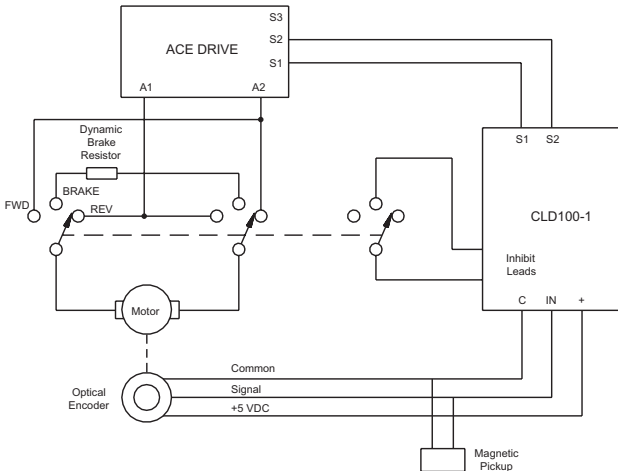 S3
ACE DRIVE
S2
S1
A1
A2
Dynamic
Brake
Resistor
S1
S2
BRAKE
FWD
REV
CLD100-1
Inhibit
Leads
C
IN
+
Motor
Common
Optical
Encoder
Signal
+5 VDC
Magnetic
Pickup